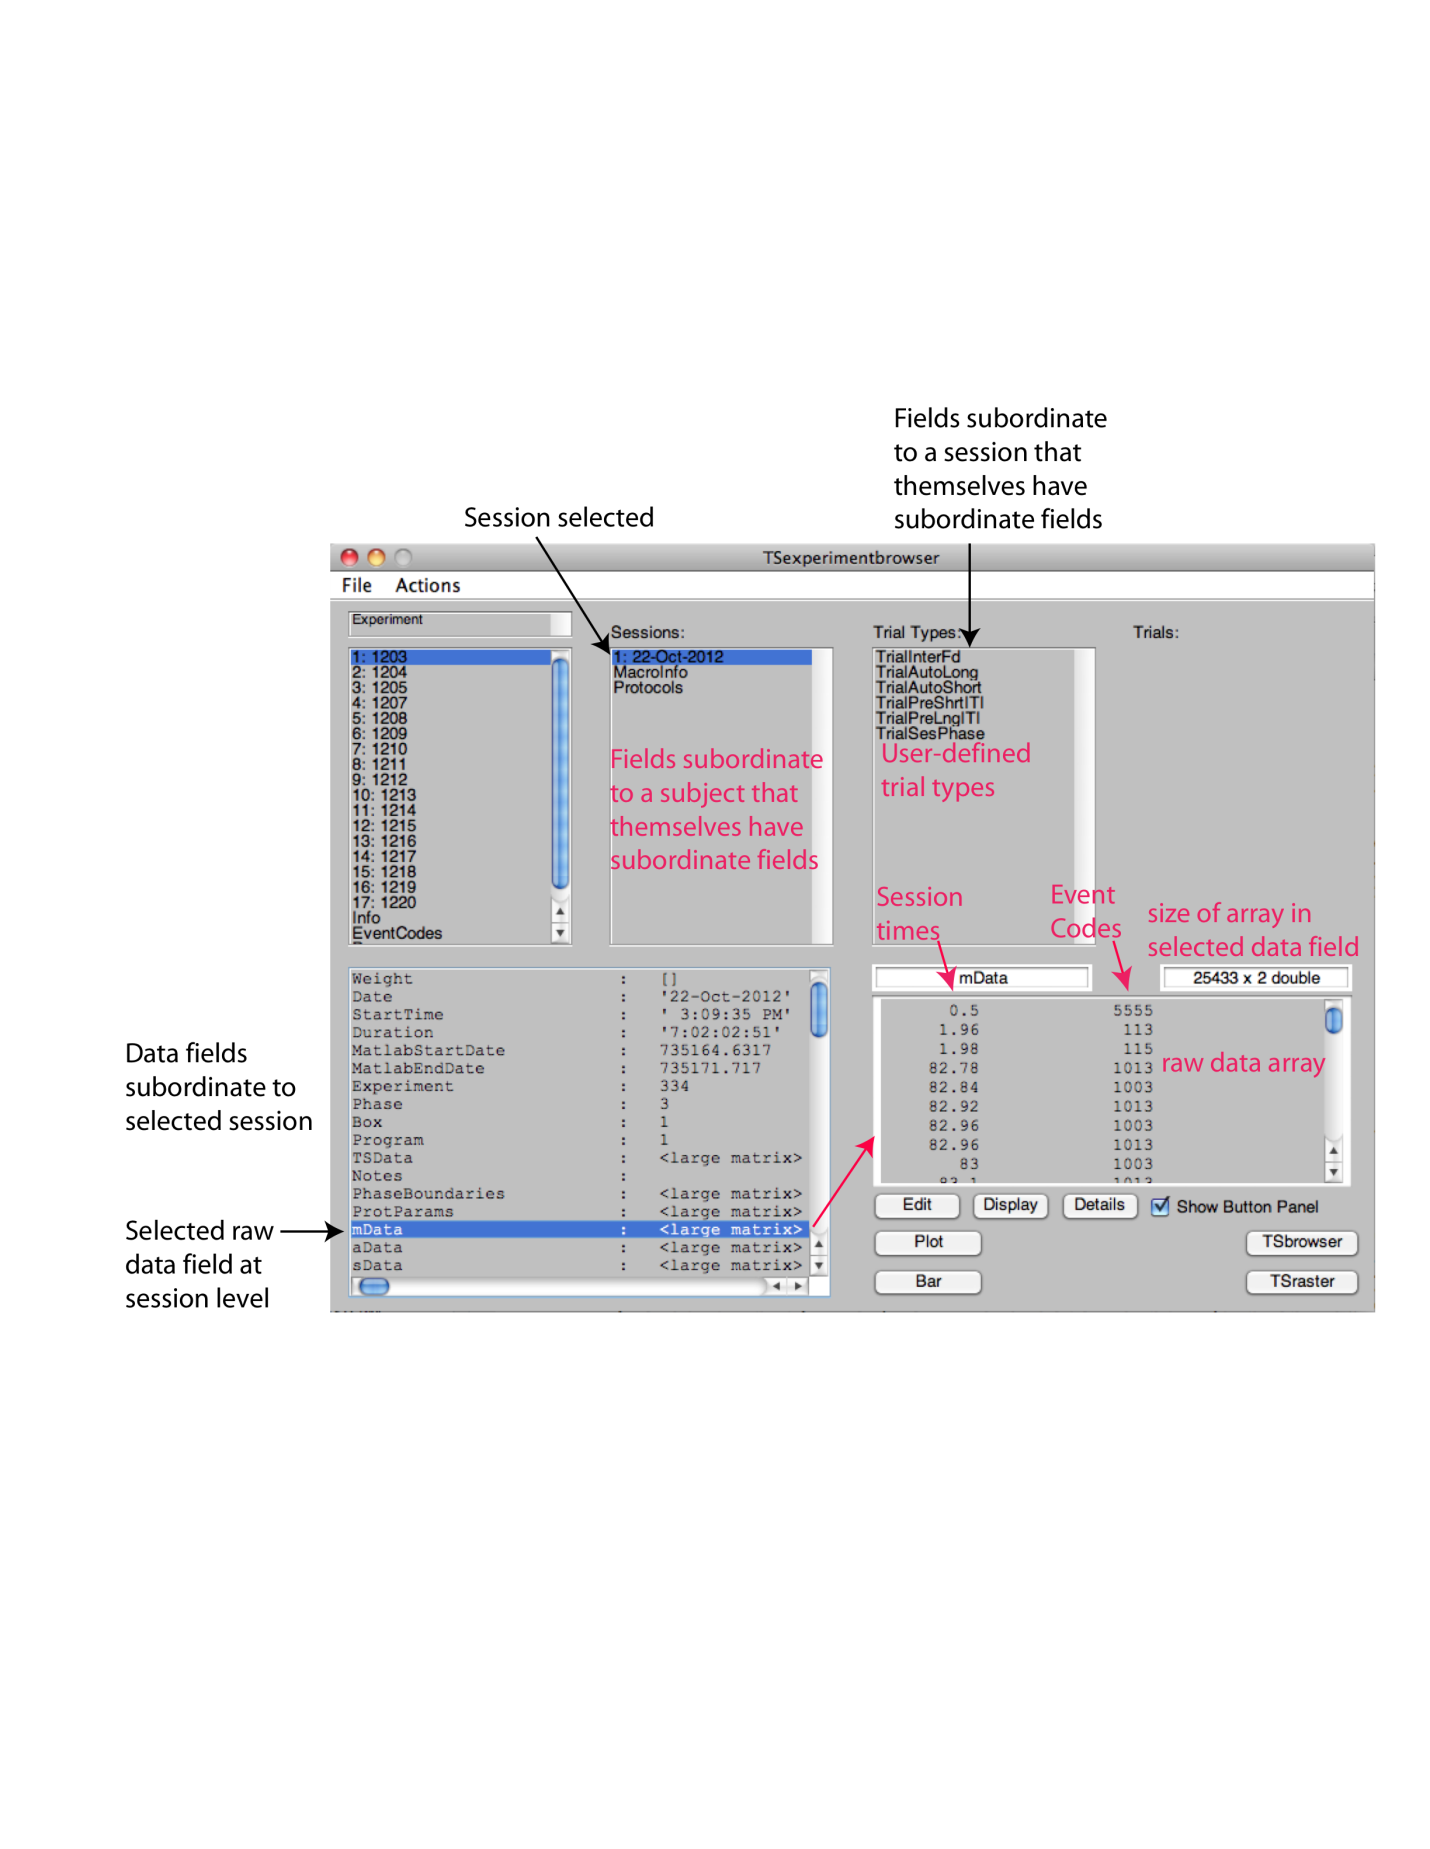 Fields subordinate
to a session that
themselves have
subordinate fields
Session selected
TSexperimentbrowser
File Actions
Experiment
Sessions:
Trial Types:
Trials:
1: 1203
2: 1204
3: 1205
4: 1207
5: 1208
6: 1209
7: 1210
8: 1211
9: 1212
10: 1213
11: 1214
12: 1215
13: 1216
14: 1217
15: 1218
16: 1219
17: 1220
Info
EventCodes
1: 22-Oct-2012
MacroInfo
Protocols
Fields subordinate
to a subject that
themselves have
subordinate fields
TrialInterFd
TrialAutoLong
TrialAutoShort
TrialPreShrtITI
TrialPreLngITI
TrialSesPhase
User-defined
trial types
Session
times
Event
Codes
size of array in
selected data field
Data fields
subordinate to
selected session
Selected raw
data field at
session level
Weight : []
Date : '22-Oct-2012'
StartTime : ' 3:09:35 PM'
Duration : '7:02:02:51'
MatlabStartDate : 735164.6317
MatlabEndDate : 735171.717
Experiment : 334
Phase : 3
Box : 1
Program : 1
TSData : <large matrix>
Notes :
PhaseBoundaries : <large matrix>
ProtParams : <large matrix>
mData : <large matrix>
aData : <large matrix>
sData : <large matrix>
mData
25433 x 2 double
0.5 5555
1.96 113
1.98 115
82.78 1013
82.84 1003
82.92 1013
82.96 1003
82.96 1013
83 1003
83.1 1013
raw data array
Edit Display Details Show Button Panel
Plot TSbrowser
Bar TSraster